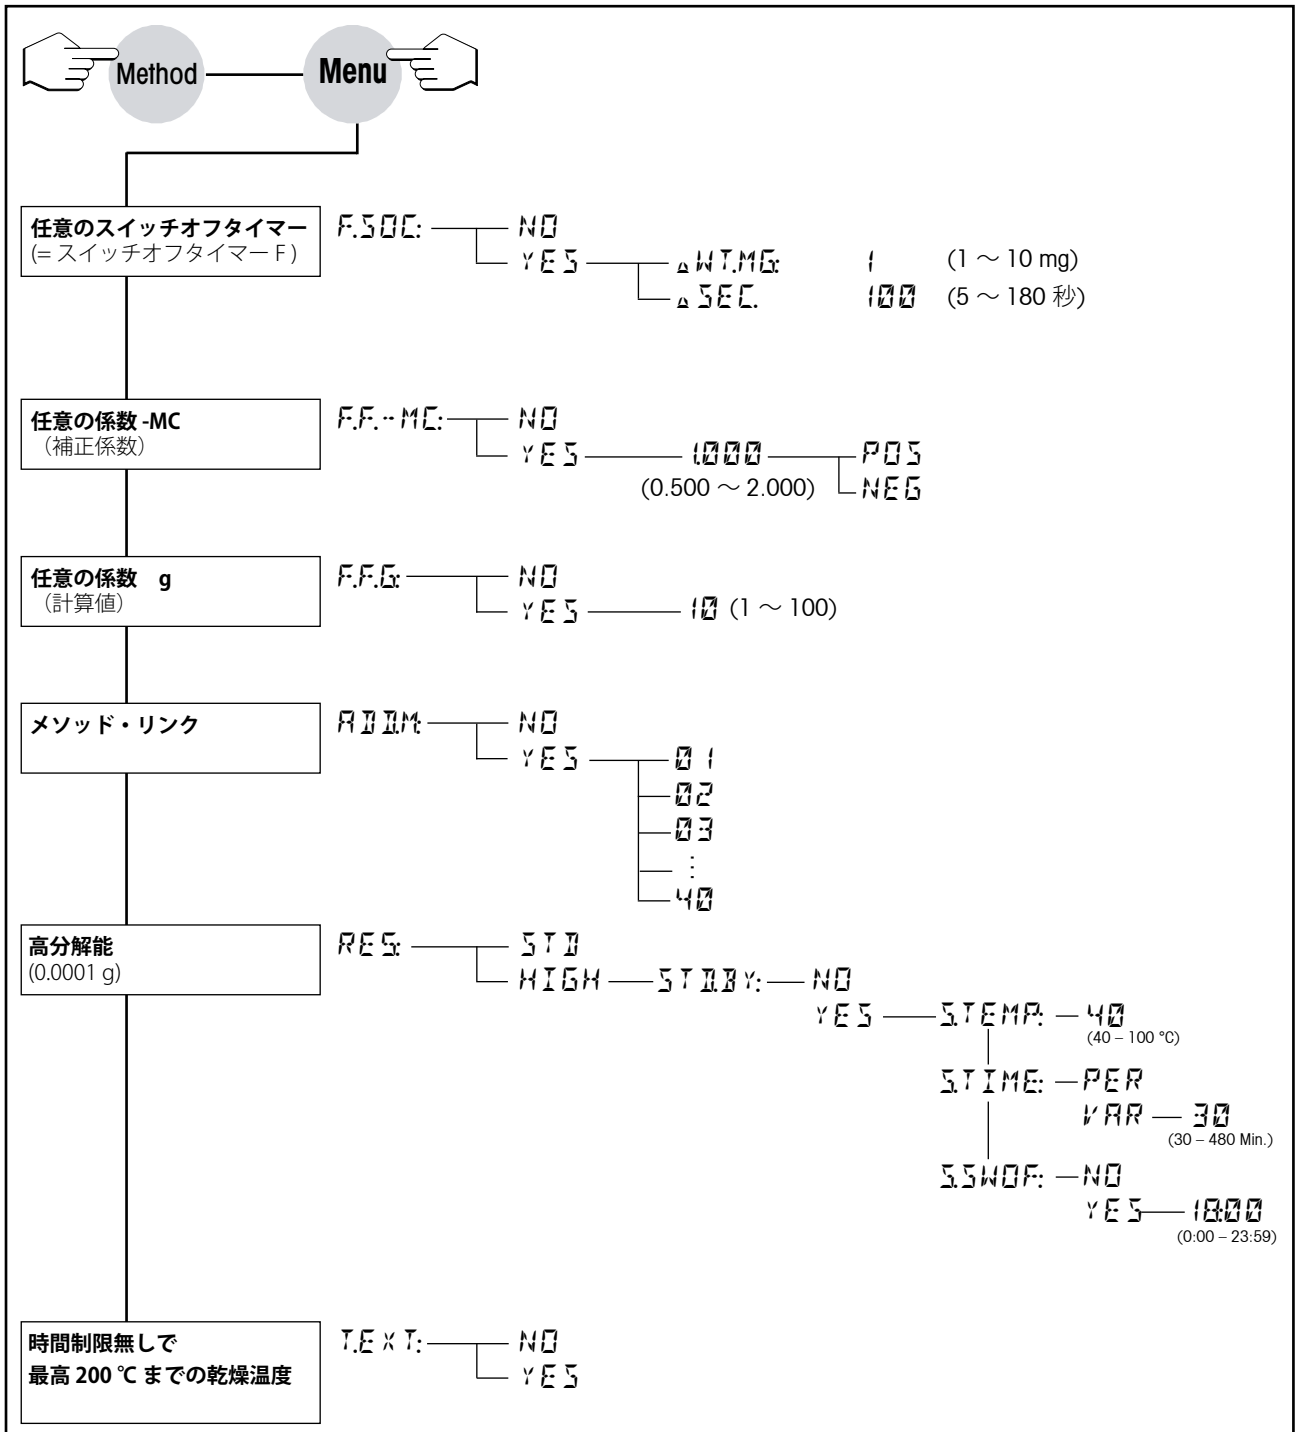 Method Menu
任意のスイッチオフタイマー F.SOC: NO
(= スイッチオフタイマー F ) YES ΔWT.MG: 1 (1 ～ 10 mg)
ΔSEC. 100 (5 ～ 180 秒)
任意の係数 -MC F.F.-MC: NO
（補正係数） YES 1.000 POS
(0.500 ～ 2.000) NEG
任意の係数　g F.F.G: NO
（計算値） YES 10 (1 ～ 100)
メソッド・リンク ADD.M: NO
YES 01
02
03
⋮
40
高分解能 RES: STD
(0.0001 g) HIGH STD.BY: NO
YES S.TEMP: 40
(40 – 100 °C)
S.TIME: PER
VAR 30
(30 – 480 Min.)
S.SWOF: NO
YES 18:00
(0:00 – 23:59)
時間制限無しで T.EXT: NO
最高 200 °C までの乾燥温度 YES